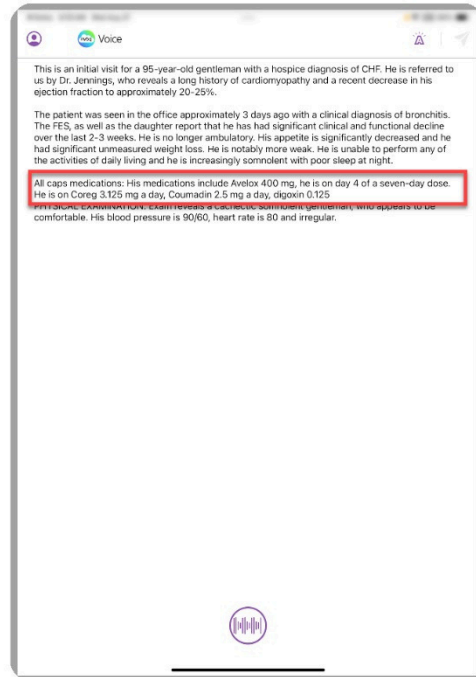 Voice
This is an initial visit for a 95-year-old gentleman with a hospice diagnosis of CHF. He is referred to
us by Dr. Jennings, who reveals a long history of cardiomyopathy and a recent decrease in his
ejection fraction to approximately 20-25%.
The patient was seen in the office approximately 3 days ago with a clinical diagnosis of bronchitis.
The FES, as well as the daughter report that he has had significant clinical and functional decline
over the last 2-3 weeks. He is no longer ambulatory. His appetite is significantly decreased and he
had significant unmeasured weight loss. He is notably more weak. He is unable to perform any of
the activities of daily living and he is increasingly somnolent with poor sleep at night.
All caps medications: His medications include Avelox 400 mg, he is on day 4 of a seven-day dose.
He is on Coreg 3.125 mg a day, Coumadin 2.5 mg a day, digoxin 0.125
PHYSICAL EXAMINATION: Exam reveals a cachectic somnolent gentleman, who appears to be
comfortable. His blood pressure is 90/60, heart rate is 80 and irregular.